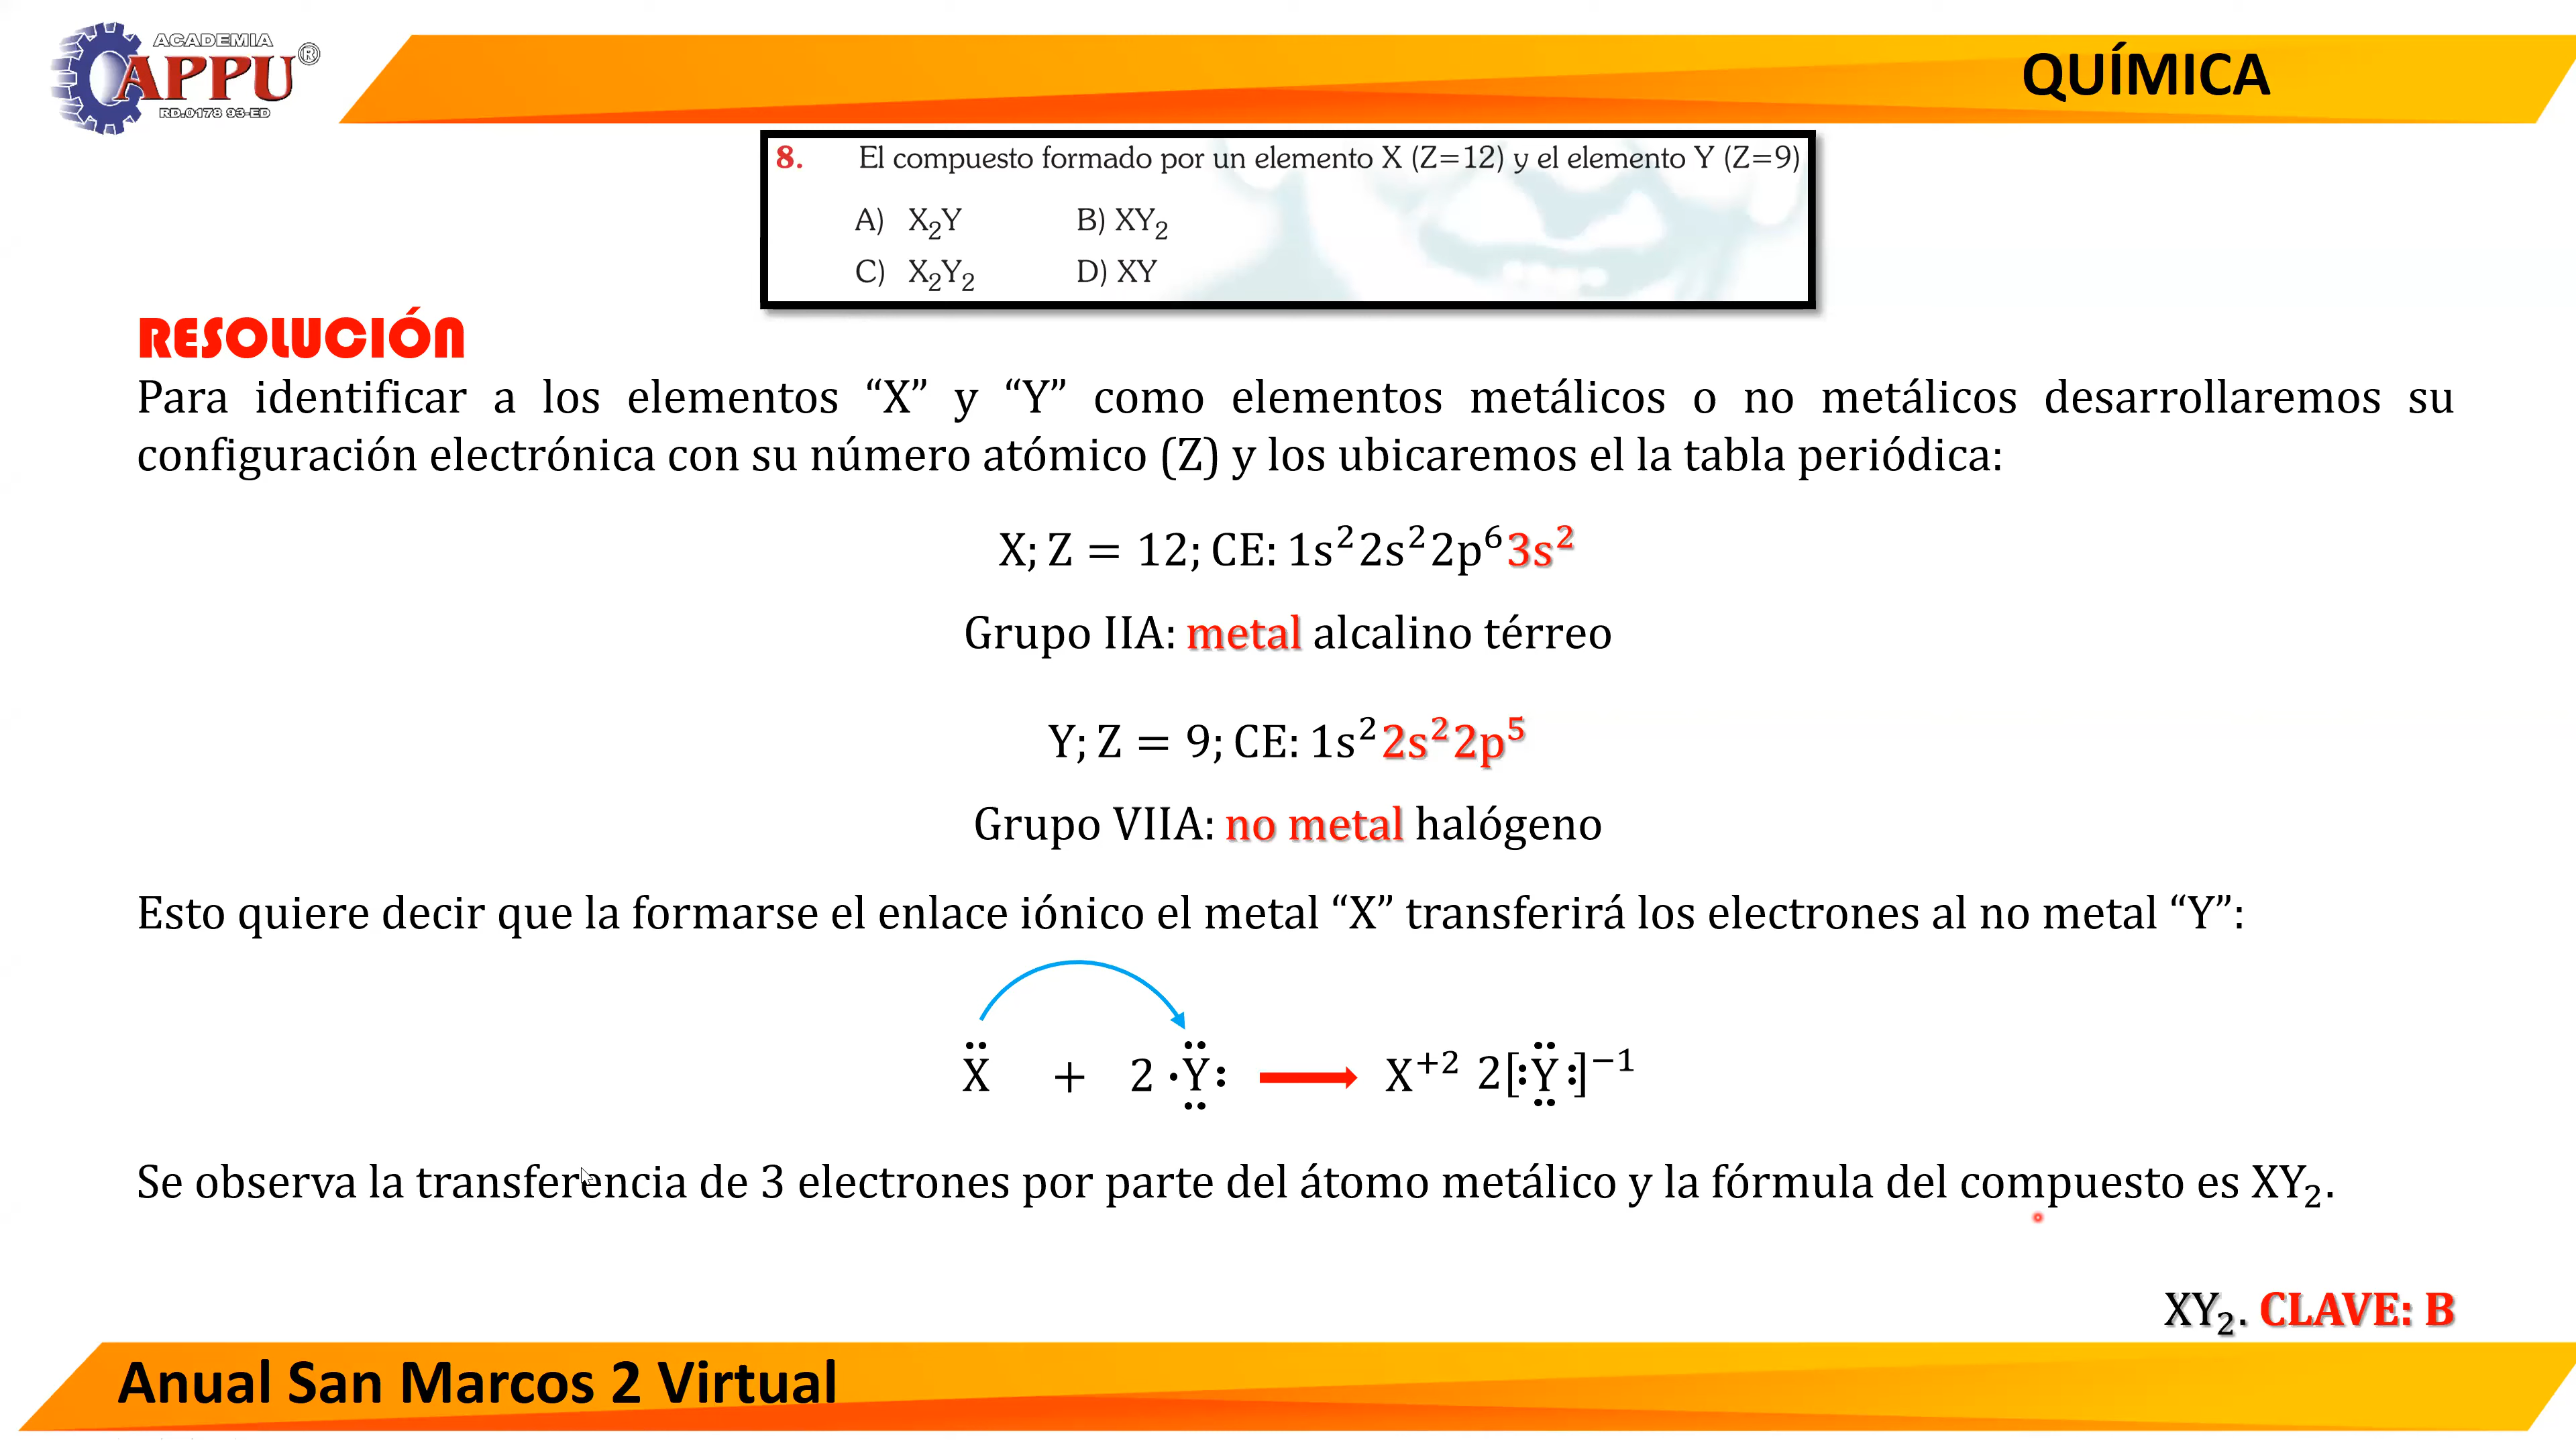 ACADEMIA
APPU®
RD.0178 93-ED
QUÍMICA
8. El compuesto formado por un elemento X (Z=12) y el elemento Y (Z=9)
A) X₂Y B) XY₂
C) X₂Y₂ D) XY
RESOLUCIÓN
Para identificar a los elementos “X” y “Y” como elementos metálicos o no metálicos desarrollaremos su
configuración electrónica con su número atómico (Z) y los ubicaremos el la tabla periódica:
X; Z = 12; CE: 1s²2s²2p⁶3s²
Grupo IIA: metal alcalino térreo
Y; Z = 9; CE: 1s²2s²2p⁵
Grupo VIIA: no metal halógeno
Esto quiere decir que la formarse el enlace iónico el metal “X” transferirá los electrones al no metal “Y”:
X + 2 ·Y: X⁺² 2[:Y:]⁻¹
Se observa la transferencia de 3 electrones por parte del átomo metálico y la fórmula del compuesto es XY₂.
XY₂. CLAVE: B
Anual San Marcos 2 Virtual